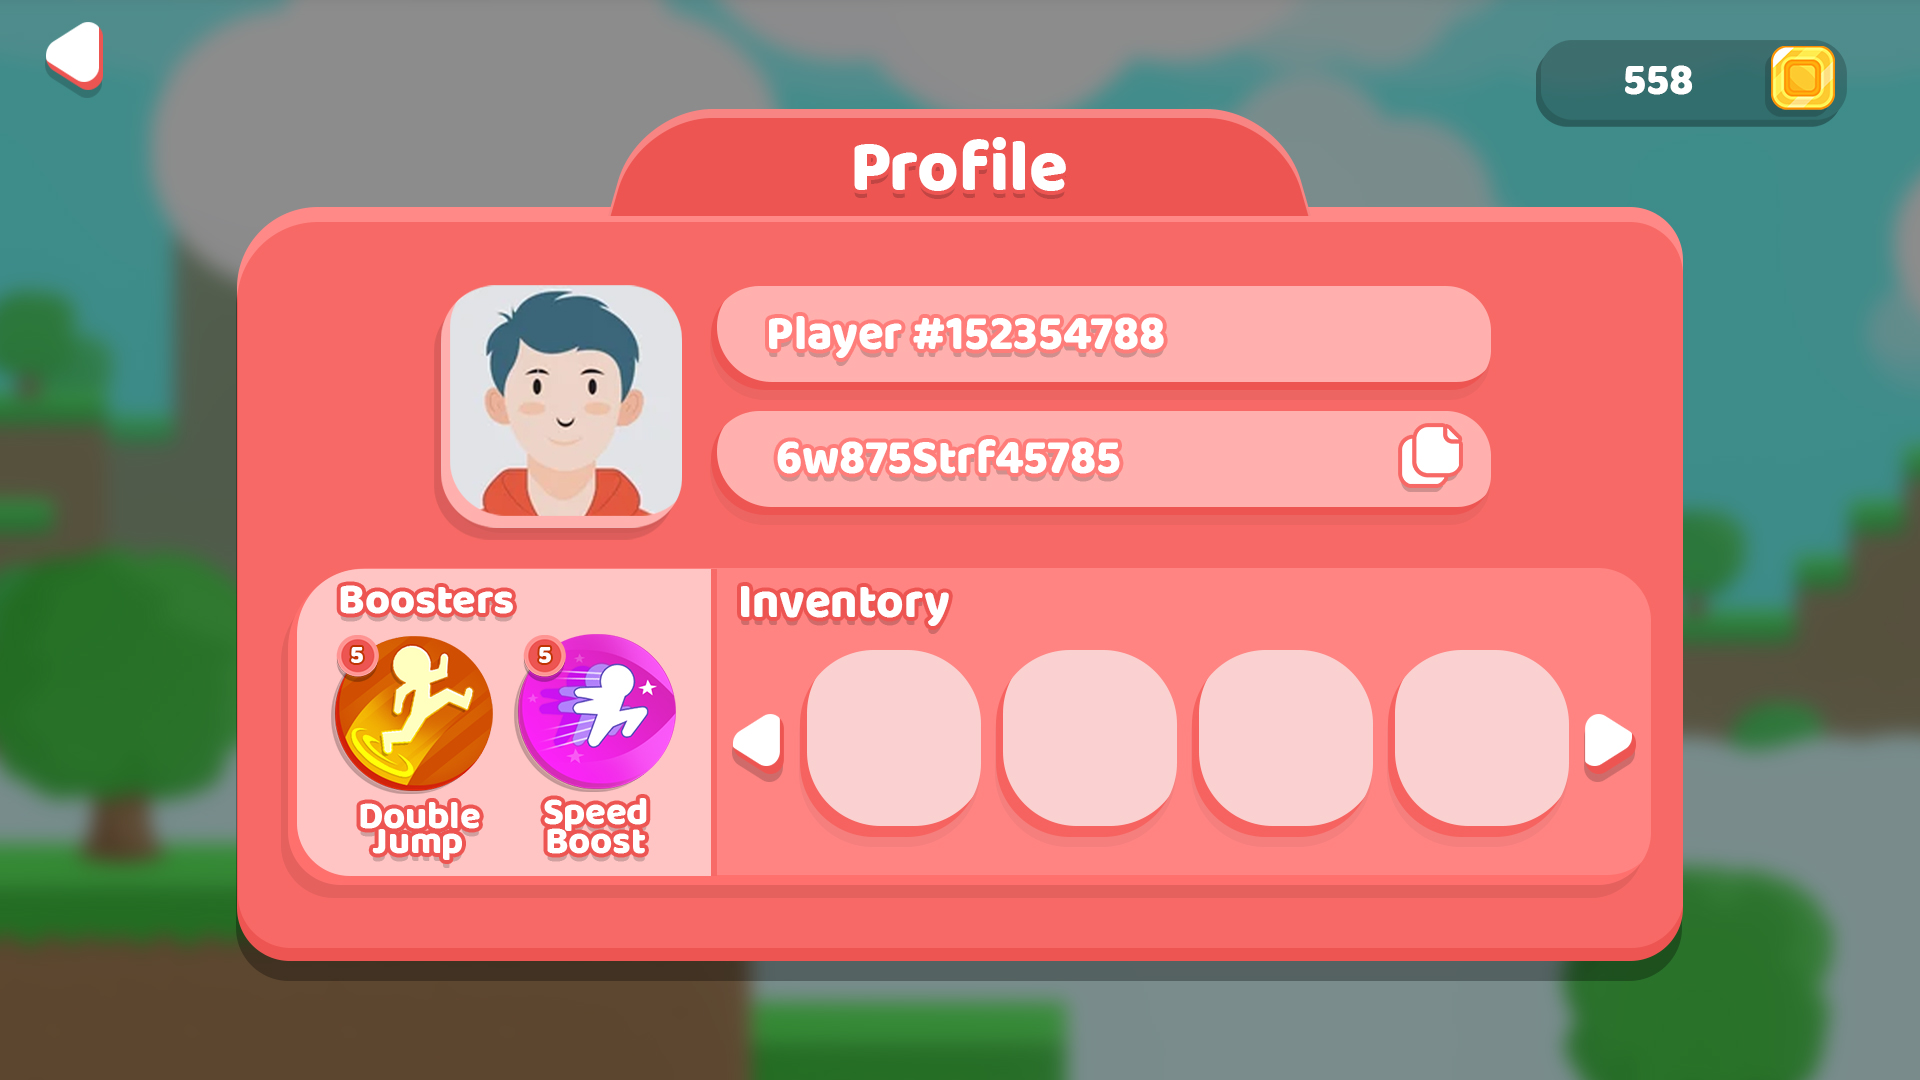 558
Profile
Player #152354788
6w875Strf45785
Boosters
Inventory
5
5
Double
Jump
Speed
Boost